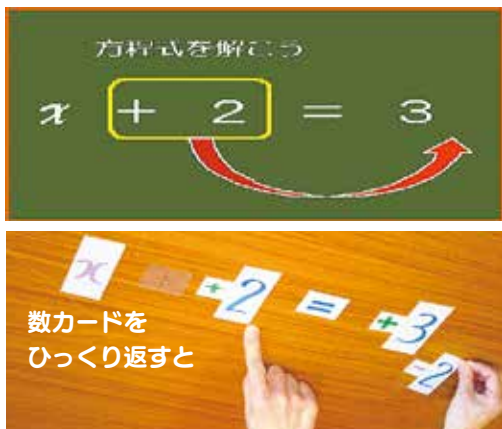 方程式を解こう
x + 2 = 3
x + +2 = +3
-2
数カードを
ひっくり返すと